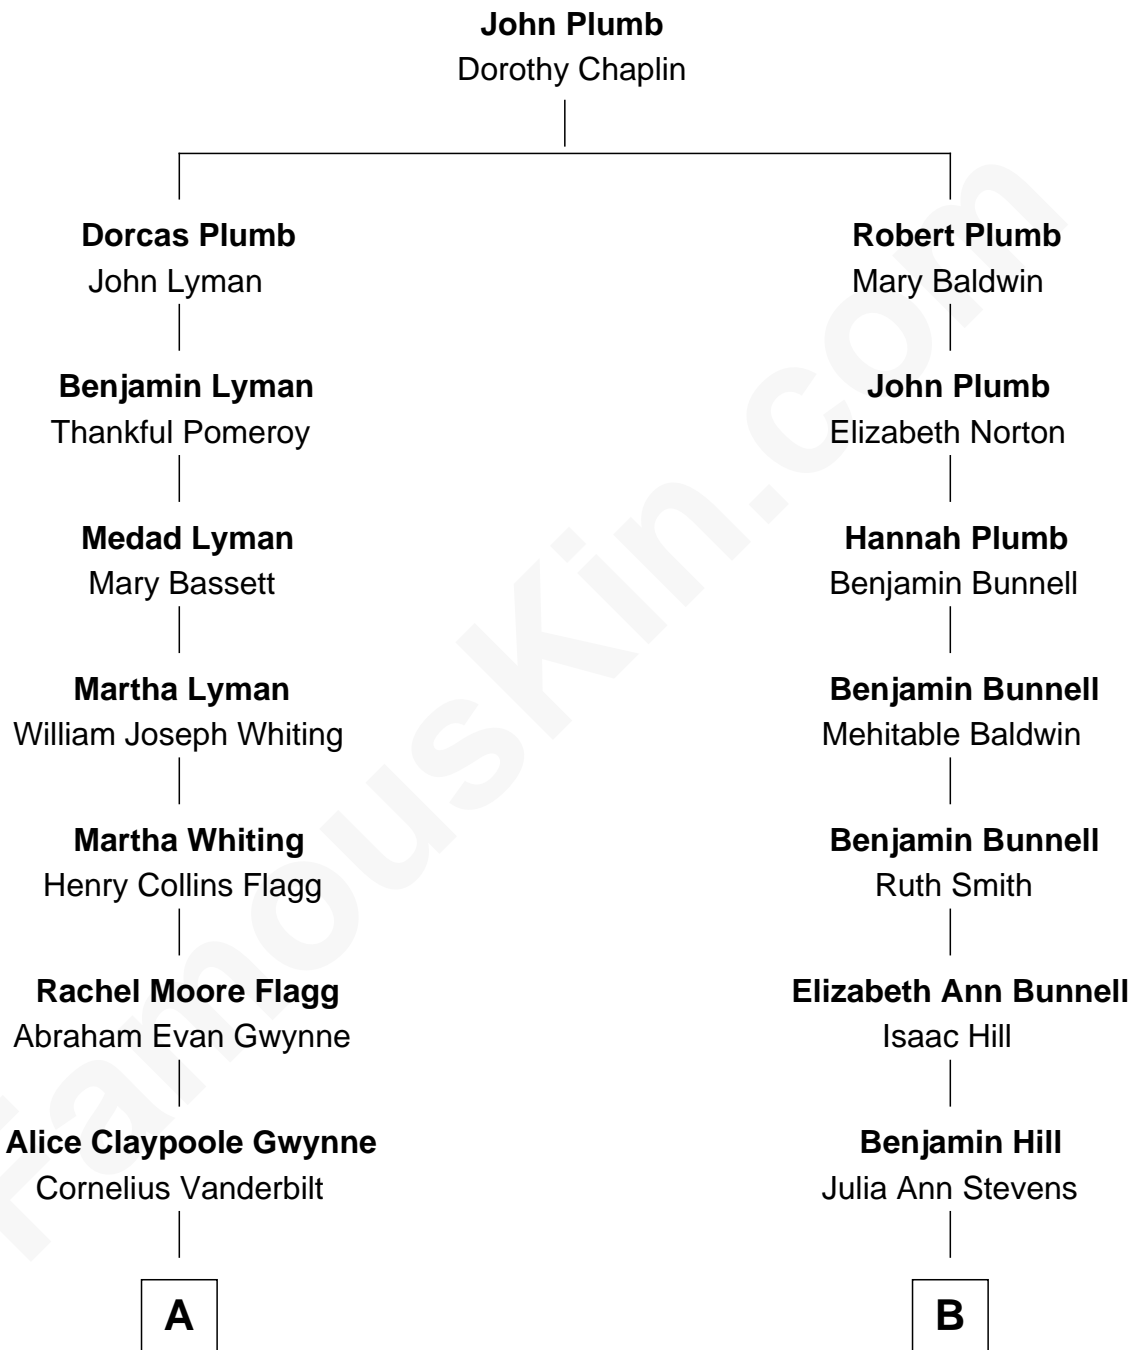 John Plumb
Dorothy Chaplin
Dorcas Plumb
John Lyman
Robert Plumb
Mary Baldwin
Benjamin Lyman
Thankful Pomeroy
John Plumb
Elizabeth Norton
Medad Lyman
Mary Bassett
Hannah Plumb
Benjamin Bunnell
Martha Lyman
William Joseph Whiting
Benjamin Bunnell
Mehitable Baldwin
Martha Whiting
Henry Collins Flagg
Benjamin Bunnell
Ruth Smith
Rachel Moore Flagg
Abraham Evan Gwynne
Elizabeth Ann Bunnell
Isaac Hill
Alice Claypoole Gwynne
Cornelius Vanderbilt
Benjamin Hill
Julia Ann Stevens
A
B
FamousKin.com